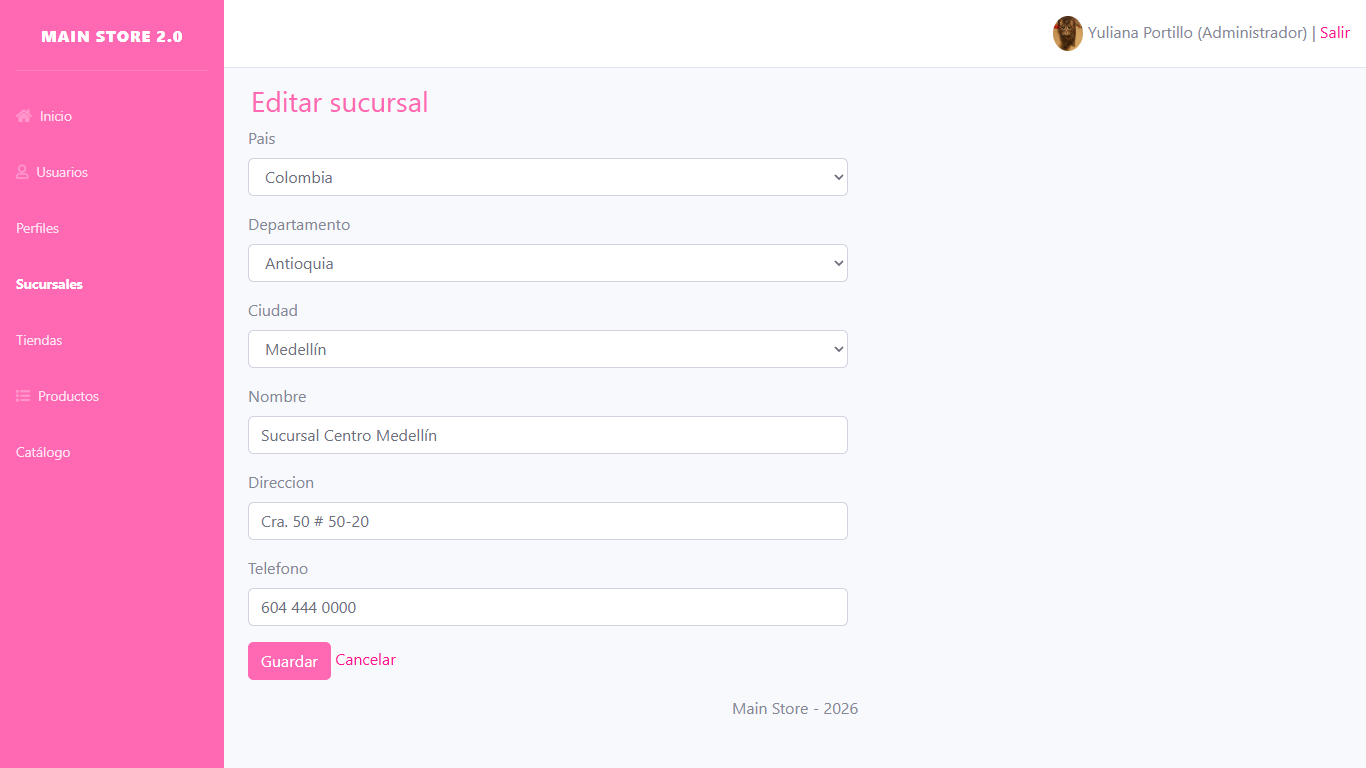 MAIN STORE 2.0
Inicio
Usuarios
Perfiles
Sucursales
Tiendas
Productos
Catálogo
Yuliana Portillo (Administrador) | Salir
Editar sucursal
Pais
Colombia
Departamento
Antioquia
Ciudad
Medellín
Nombre
Sucursal Centro Medellín
Direccion
Cra. 50 # 50-20
Telefono
604 444 0000
Guardar Cancelar
Main Store - 2026